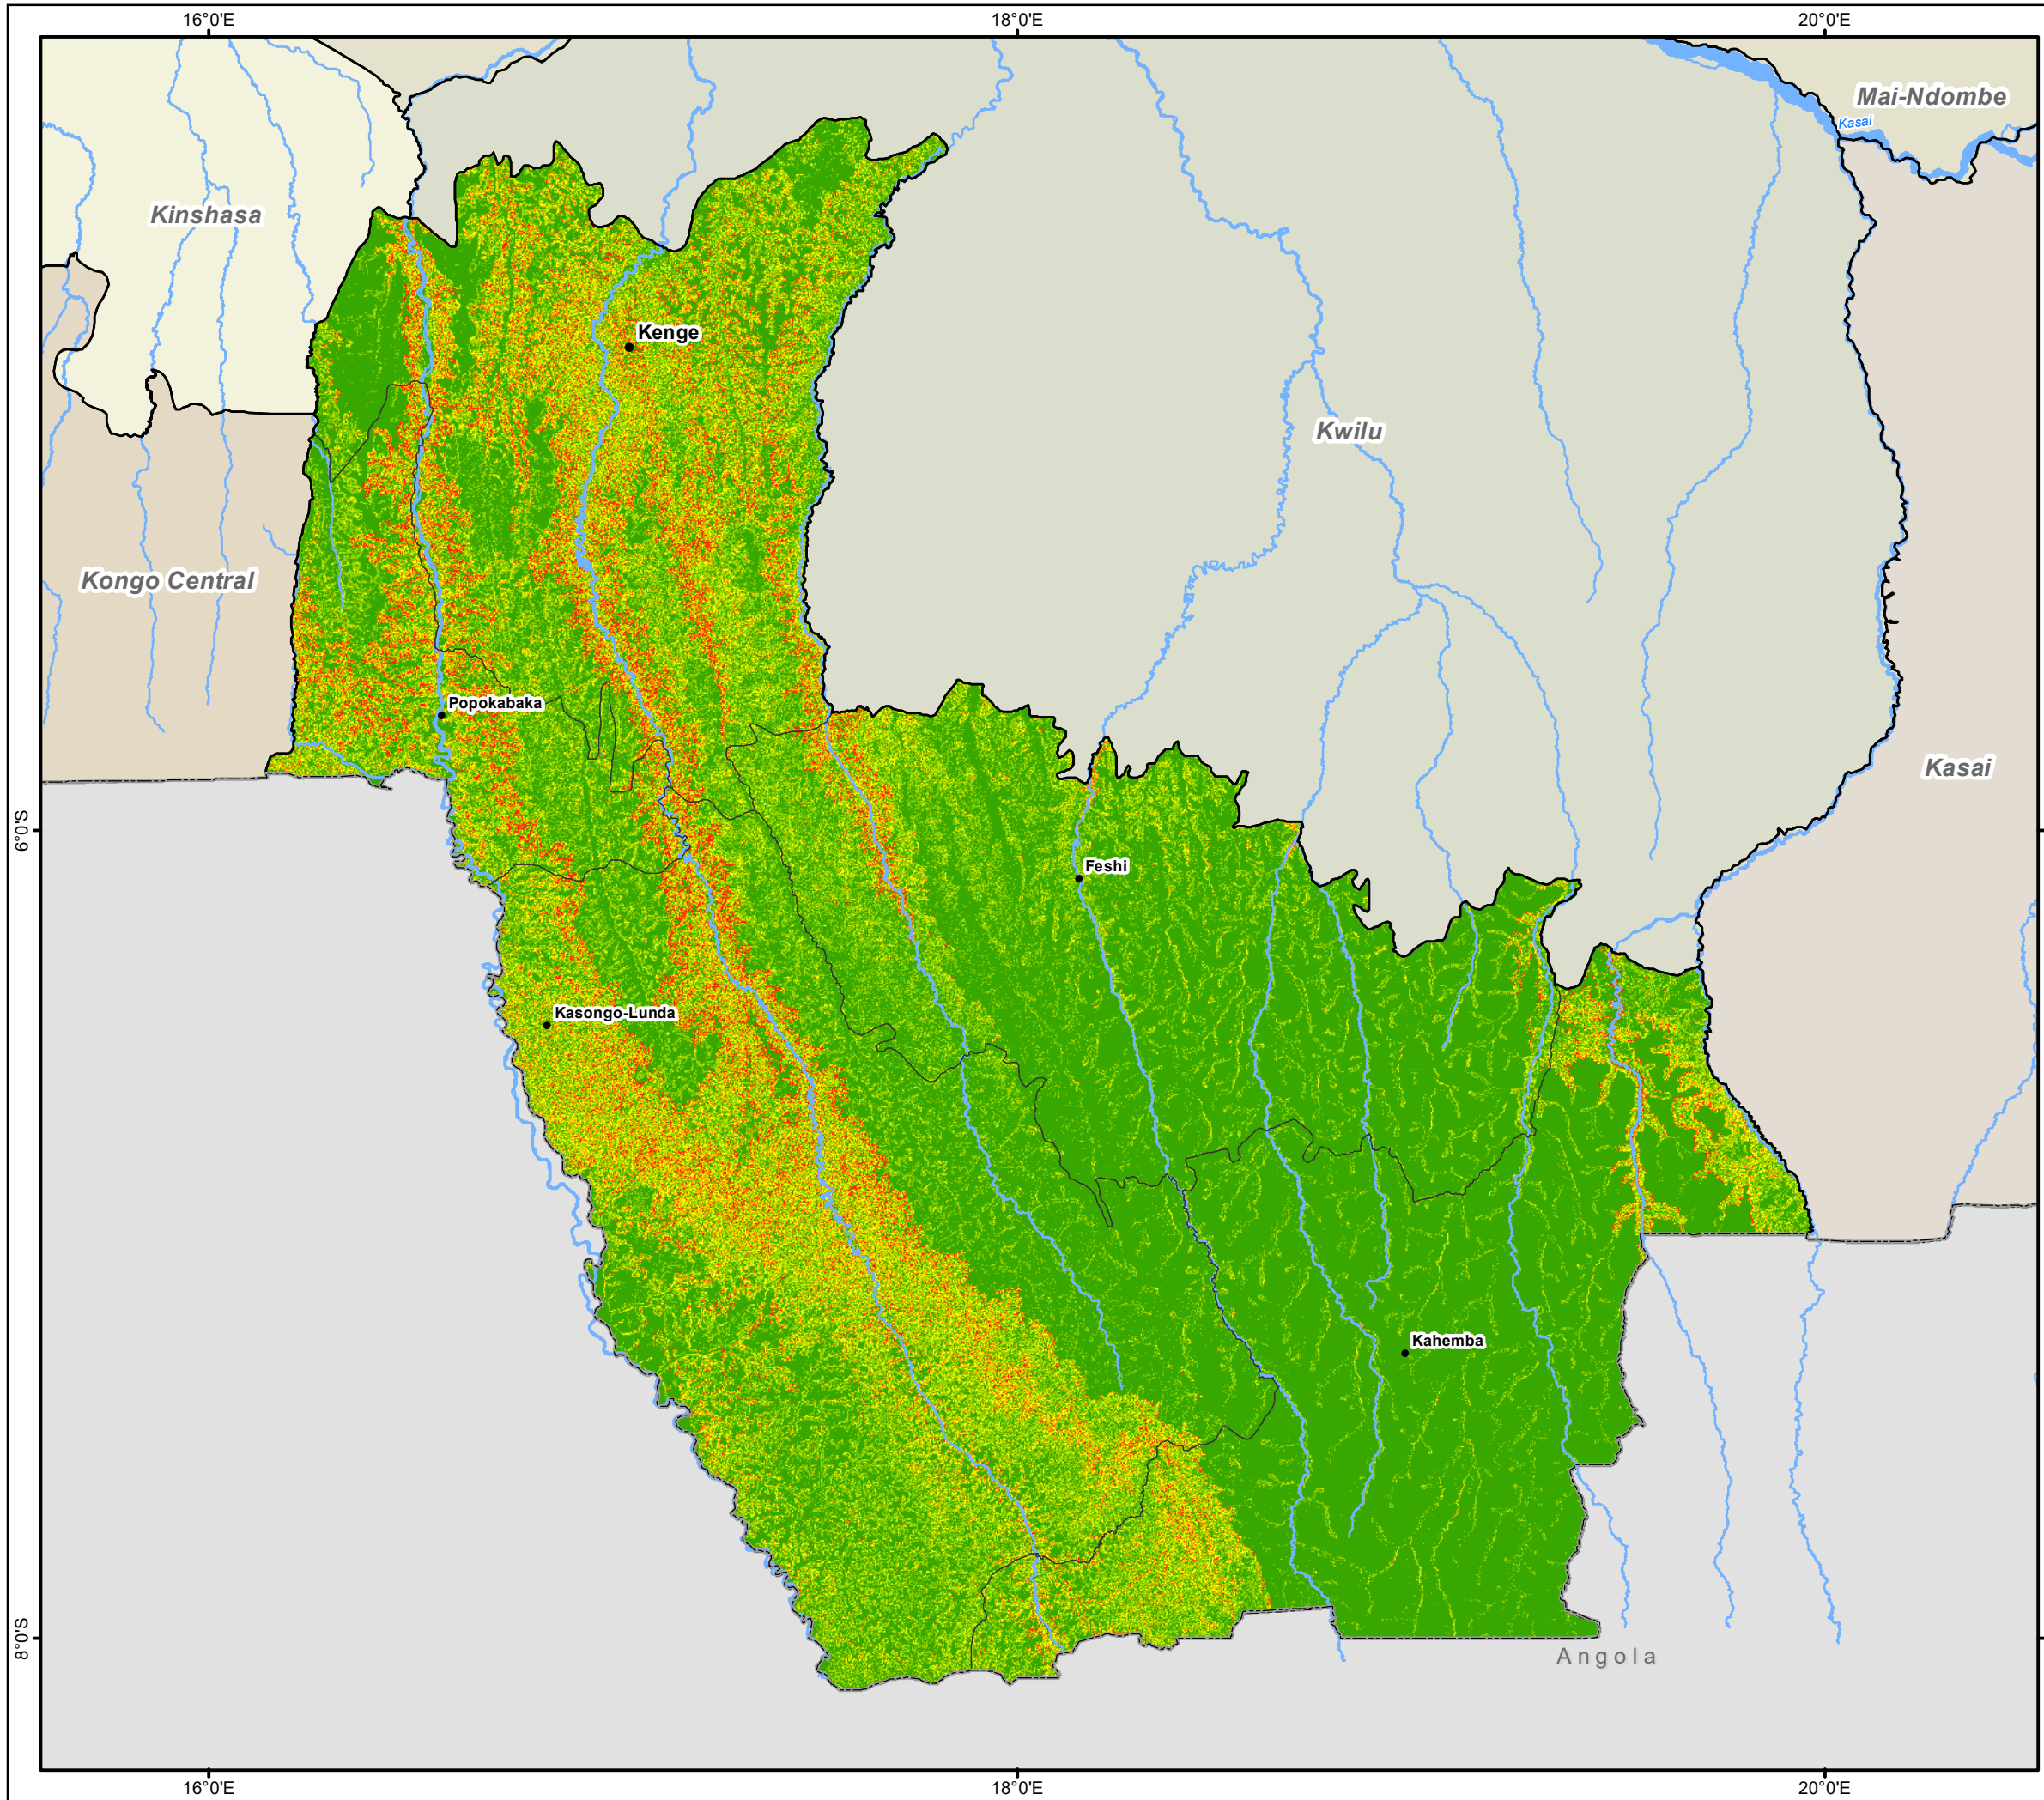 16°0'E 18°0'E 20°0'E
Mai-Ndombe
Kasai
Kinshasa
Kenge
Kwilu
Kongo Central
Popokabaka
Kasai
6°0'S
Feshi
Kasongo-Lunda
Kahemba
8°0'S
Angola
16°0'E 18°0'E 20°0'E